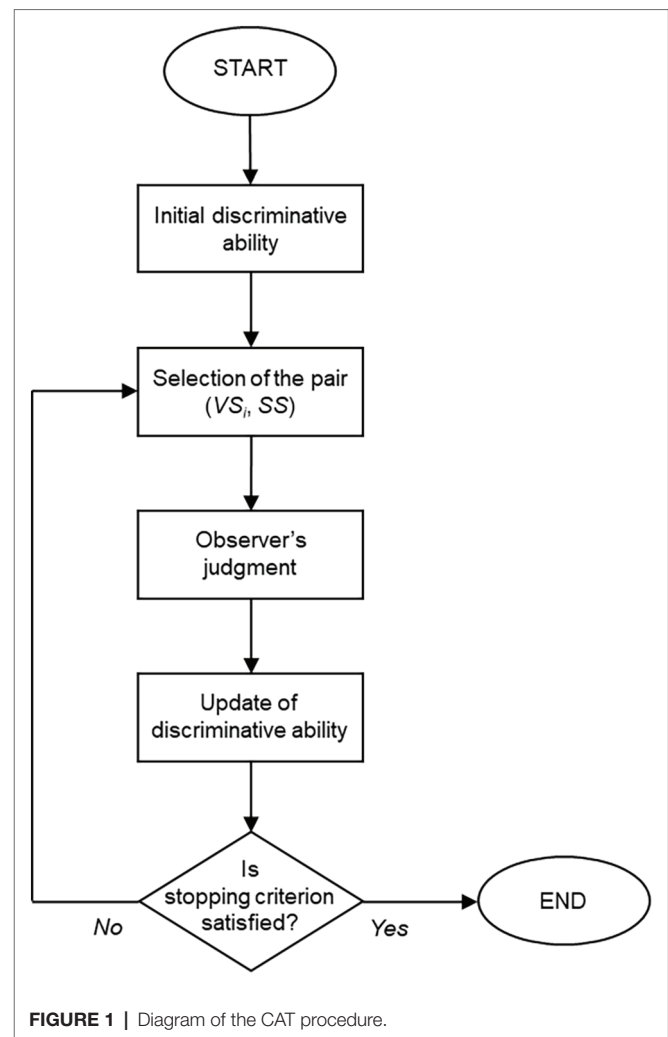 START
Initial discriminative
ability
Selection of the pair
(VSi, SS)
Observer's
judgment
Update of
discriminative ability
Is
stopping criterion
satisfied?
No
Yes
END
FIGURE 1 | Diagram of the CAT procedure.